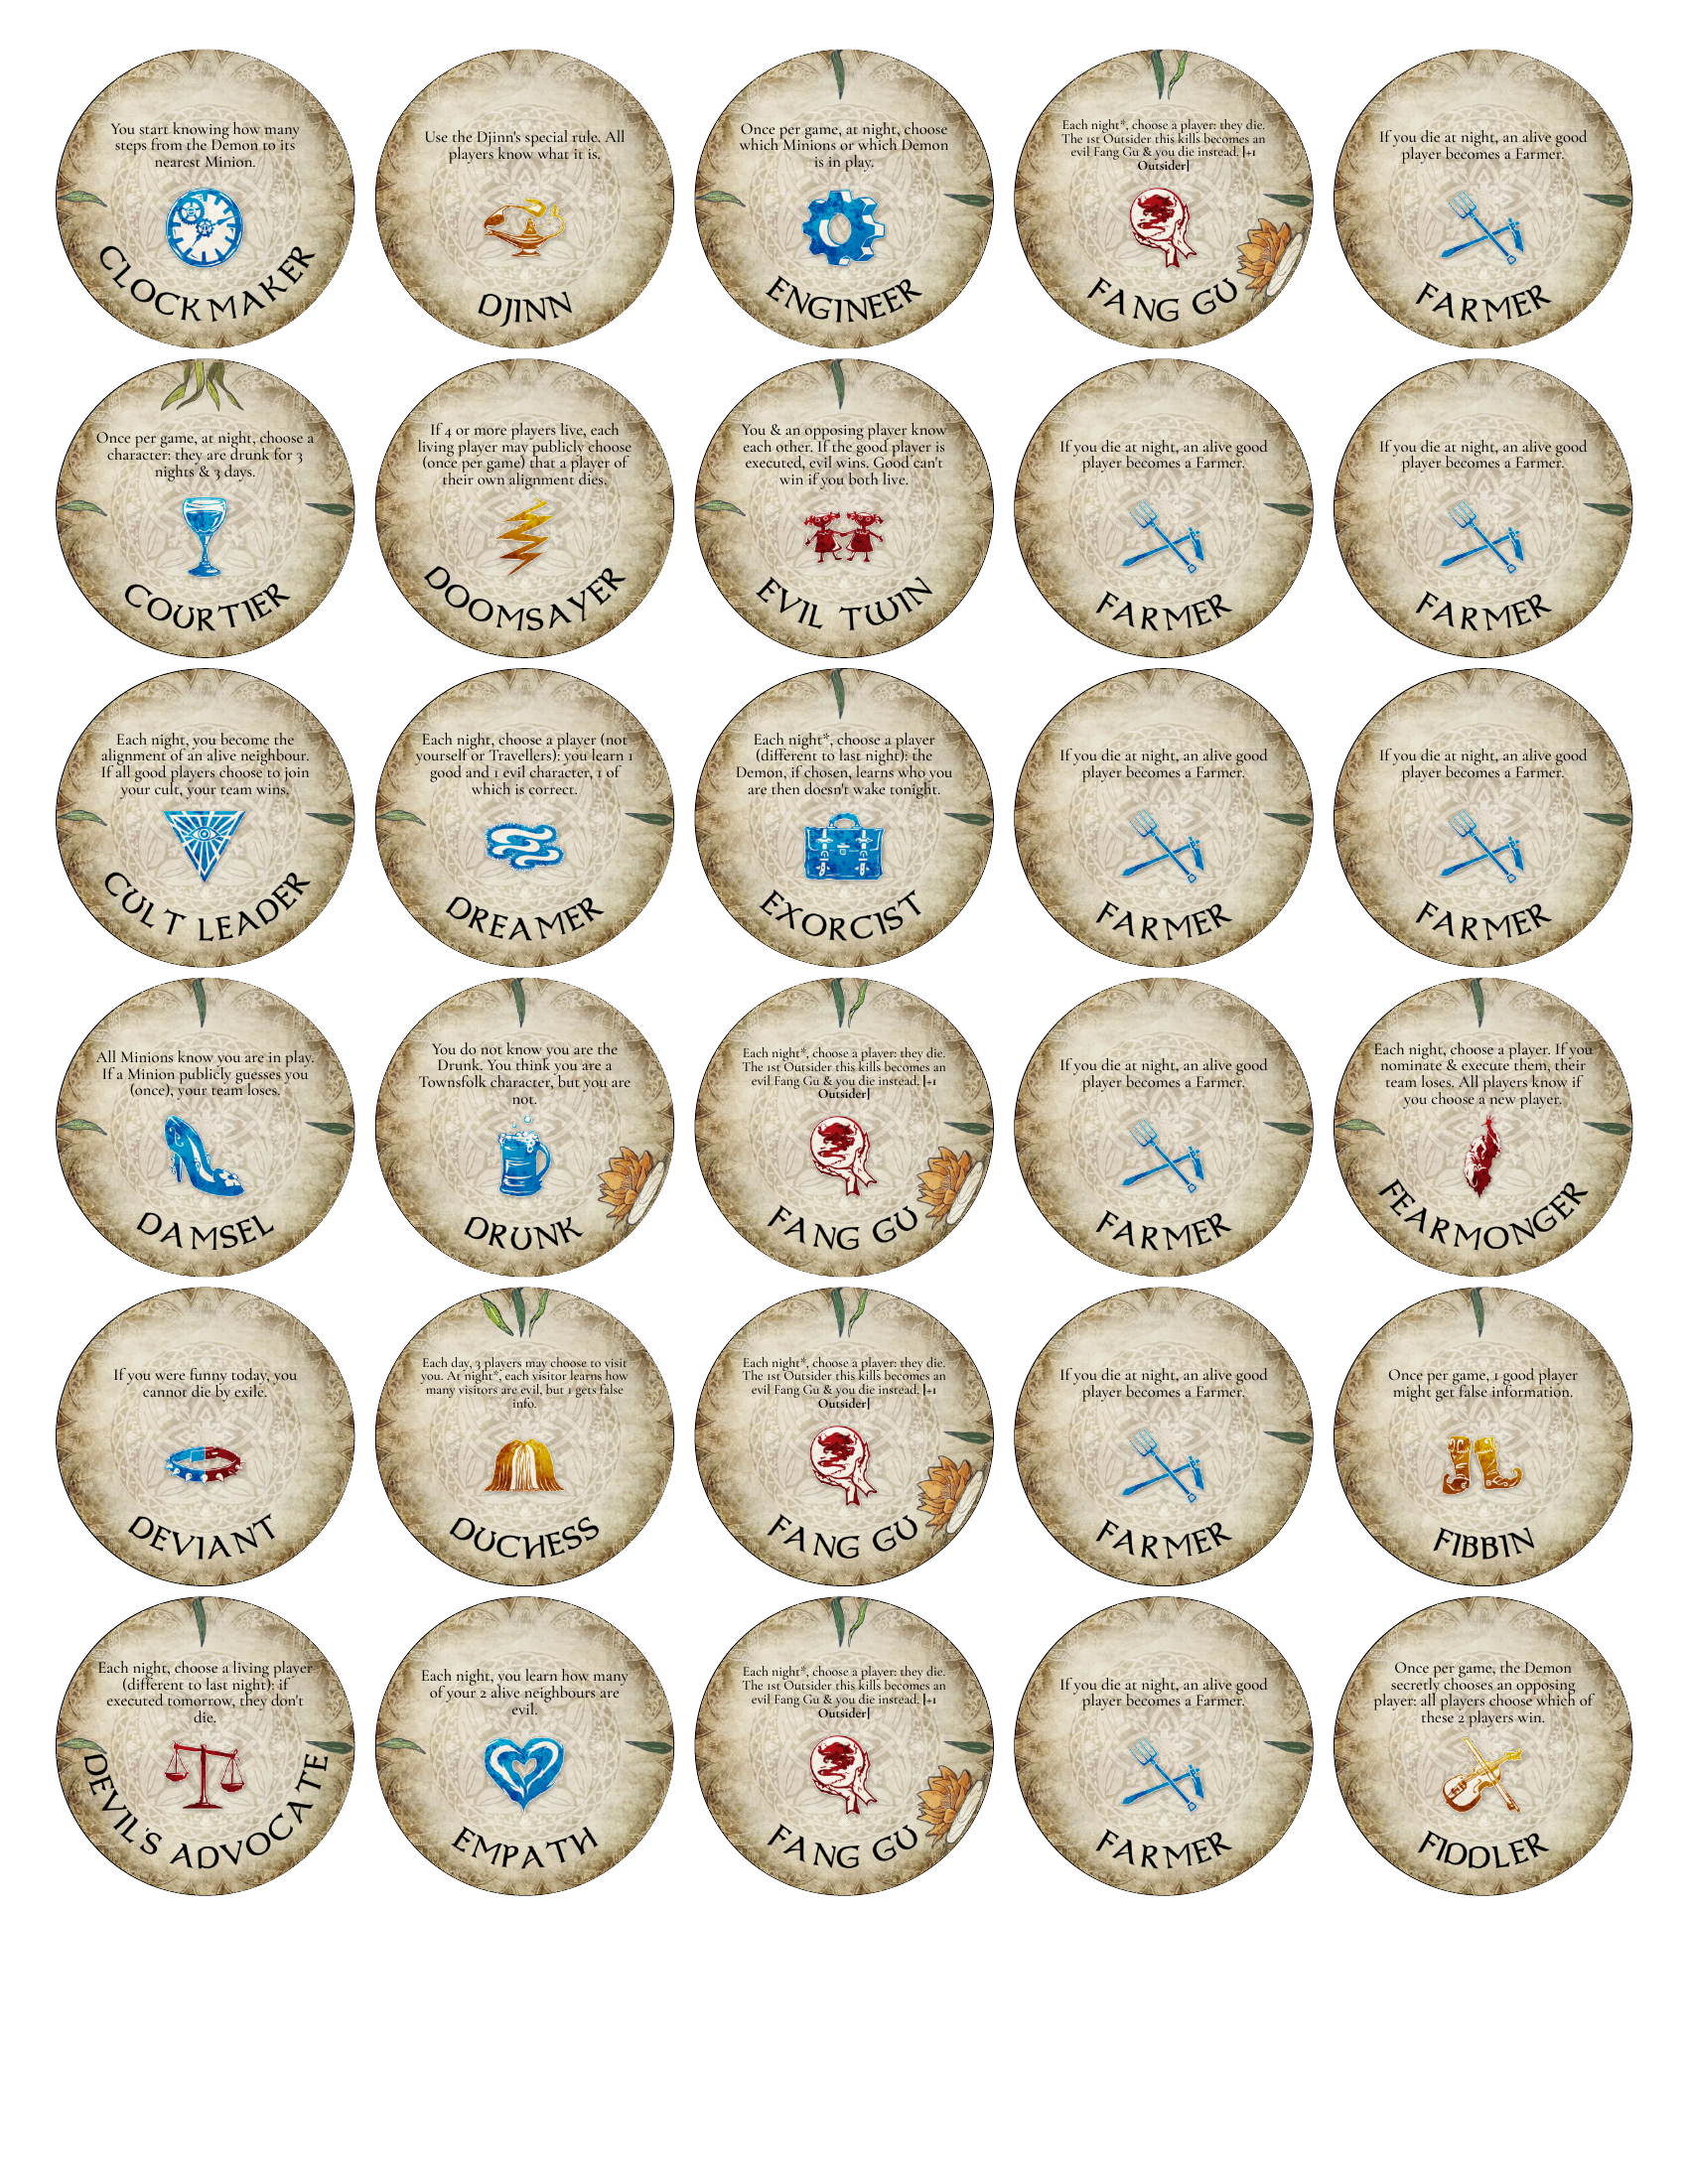 You start knowing how many
steps from the Demon to its
nearest Minion.
CLOCKMAKER
Use the Djinn's special rule. All
players know what it is.
DJINN
Once per game, at night, choose
which Minions or which Demon
is in play.
ENGINEER
Each night*, choose a player: they die.
The 1st Outsider this kills becomes an
evil Fang Gu & you die instead. [+1
Outsider]
FANG GU
If you die at night, an alive good
player becomes a Farmer.
FARMER
Once per game, at night, choose a
character: they are drunk for 3
nights & 3 days.
COURTIER
If 4 or more players live, each
living player may publicly choose
(once per game) that a player of
their own alignment dies.
DOOMSAYER
You & an opposing player know
each other. If the good player is
executed, evil wins. Good can't
win if you both live.
EVIL TWIN
If you die at night, an alive good
player becomes a Farmer.
FARMER
If you die at night, an alive good
player becomes a Farmer.
FARMER
Each night, you become the
alignment of an alive neighbour.
If all good players choose to join
your cult, your team wins.
CULT LEADER
Each night, choose a player (not
yourself or Travellers): you learn 1
good and 1 evil character, 1 of
which is correct.
DREAMER
Each night*, choose a player
(different to last night): the
Demon, if chosen, learns who you
are then doesn't wake tonight.
EXORCIST
If you die at night, an alive good
player becomes a Farmer.
FARMER
If you die at night, an alive good
player becomes a Farmer.
FARMER
All Minions know you are in play.
If a Minion publicly guesses you
(once), your team loses.
DAMSEL
You do not know you are the
Drunk. You think you are a
Townsfolk character, but you are
not.
DRUNK
Each night*, choose a player: they die.
The 1st Outsider this kills becomes an
evil Fang Gu & you die instead. [+1
Outsider]
FANG GU
If you die at night, an alive good
player becomes a Farmer.
FARMER
Each night, choose a player. If you
nominate & execute them, their
team loses. All players know if
you choose a new player.
FEARMONGER
If you were funny today, you
cannot die by exile.
DEVIANT
Each day, 3 players may choose to visit
you. At night*, each visitor learns how
many visitors are evil, but 1 gets false
info.
DUCHESS
Each night*, choose a player: they die.
The 1st Outsider this kills becomes an
evil Fang Gu & you die instead. [+1
Outsider]
FANG GU
If you die at night, an alive good
player becomes a Farmer.
FARMER
Once per game, 1 good player
might get false information.
FIBBIN
Each night, choose a living player
(different to last night): if
executed tomorrow, they don't
die.
DEVIL'S ADVOCATE
Each night, you learn how many
of your 2 alive neighbours are
evil.
EMPATH
Each night*, choose a player: they die.
The 1st Outsider this kills becomes an
evil Fang Gu & you die instead. [+1
Outsider]
FANG GU
If you die at night, an alive good
player becomes a Farmer.
FARMER
Once per game, the Demon
secretly chooses an opposing
player: all players choose which of
these 2 players win.
FIDDLER